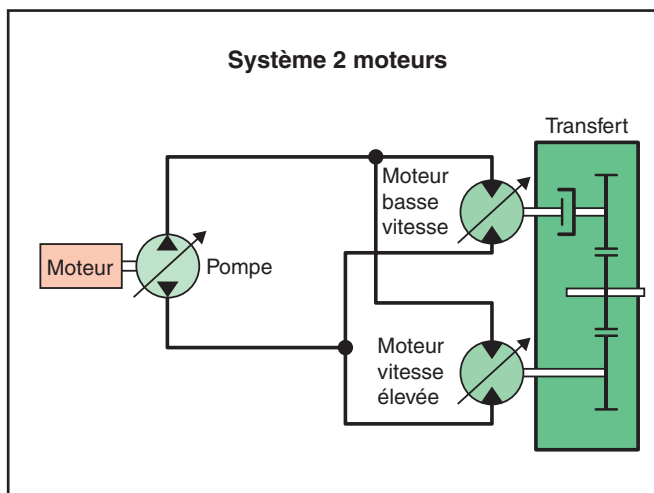 Système 2 moteurs
Transfert
Moteur
basse
vitesse
Moteur
Pompe
Moteur
vitesse
élevée